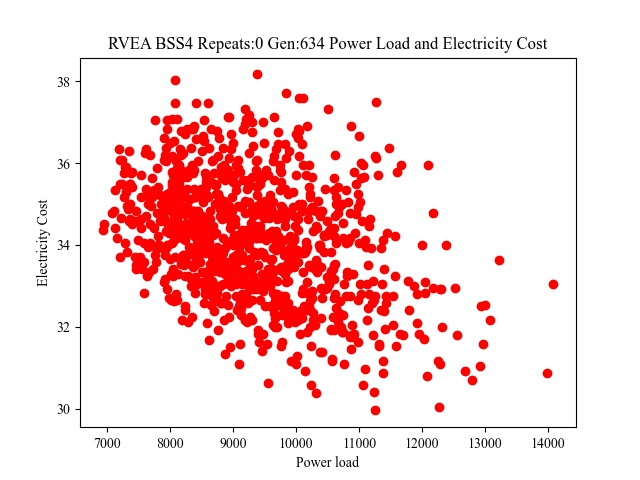 RVEA BSS4 Repeats:0 Gen:634 Power Load and Electricity Cost
38
36
34
32
30
Electricity Cost
7000 8000 9000 10000 11000 12000 13000 14000
Power load